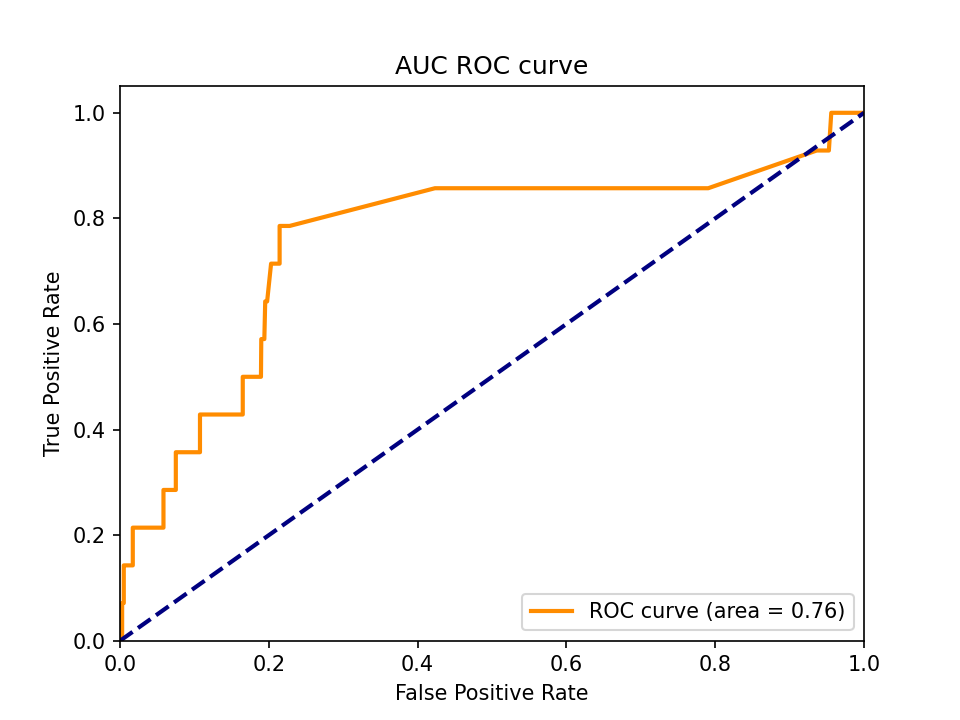 AUC ROC curve
True Positive Rate
1.0
0.8
0.6
0.4
0.2
0.0
ROC curve (area = 0.76)
0.0 0.2 0.4 0.6 0.8 1.0
False Positive Rate